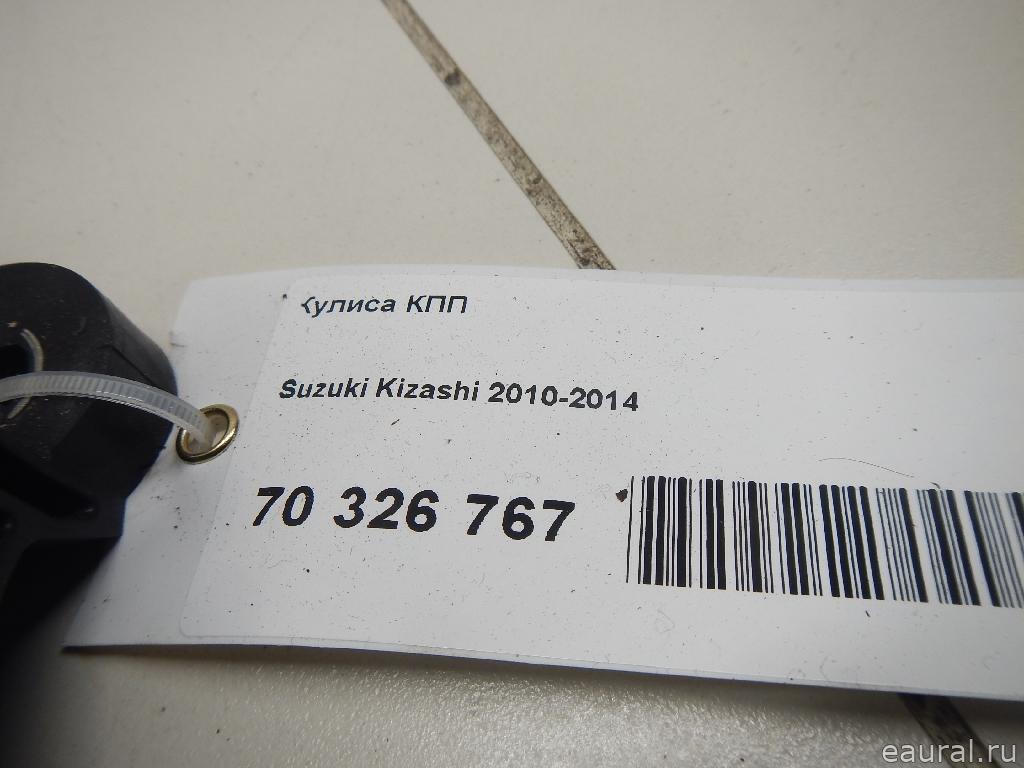 Кулиса КПП
Suzuki Kizashi 2010-2014
70 326 767
eaural.ru